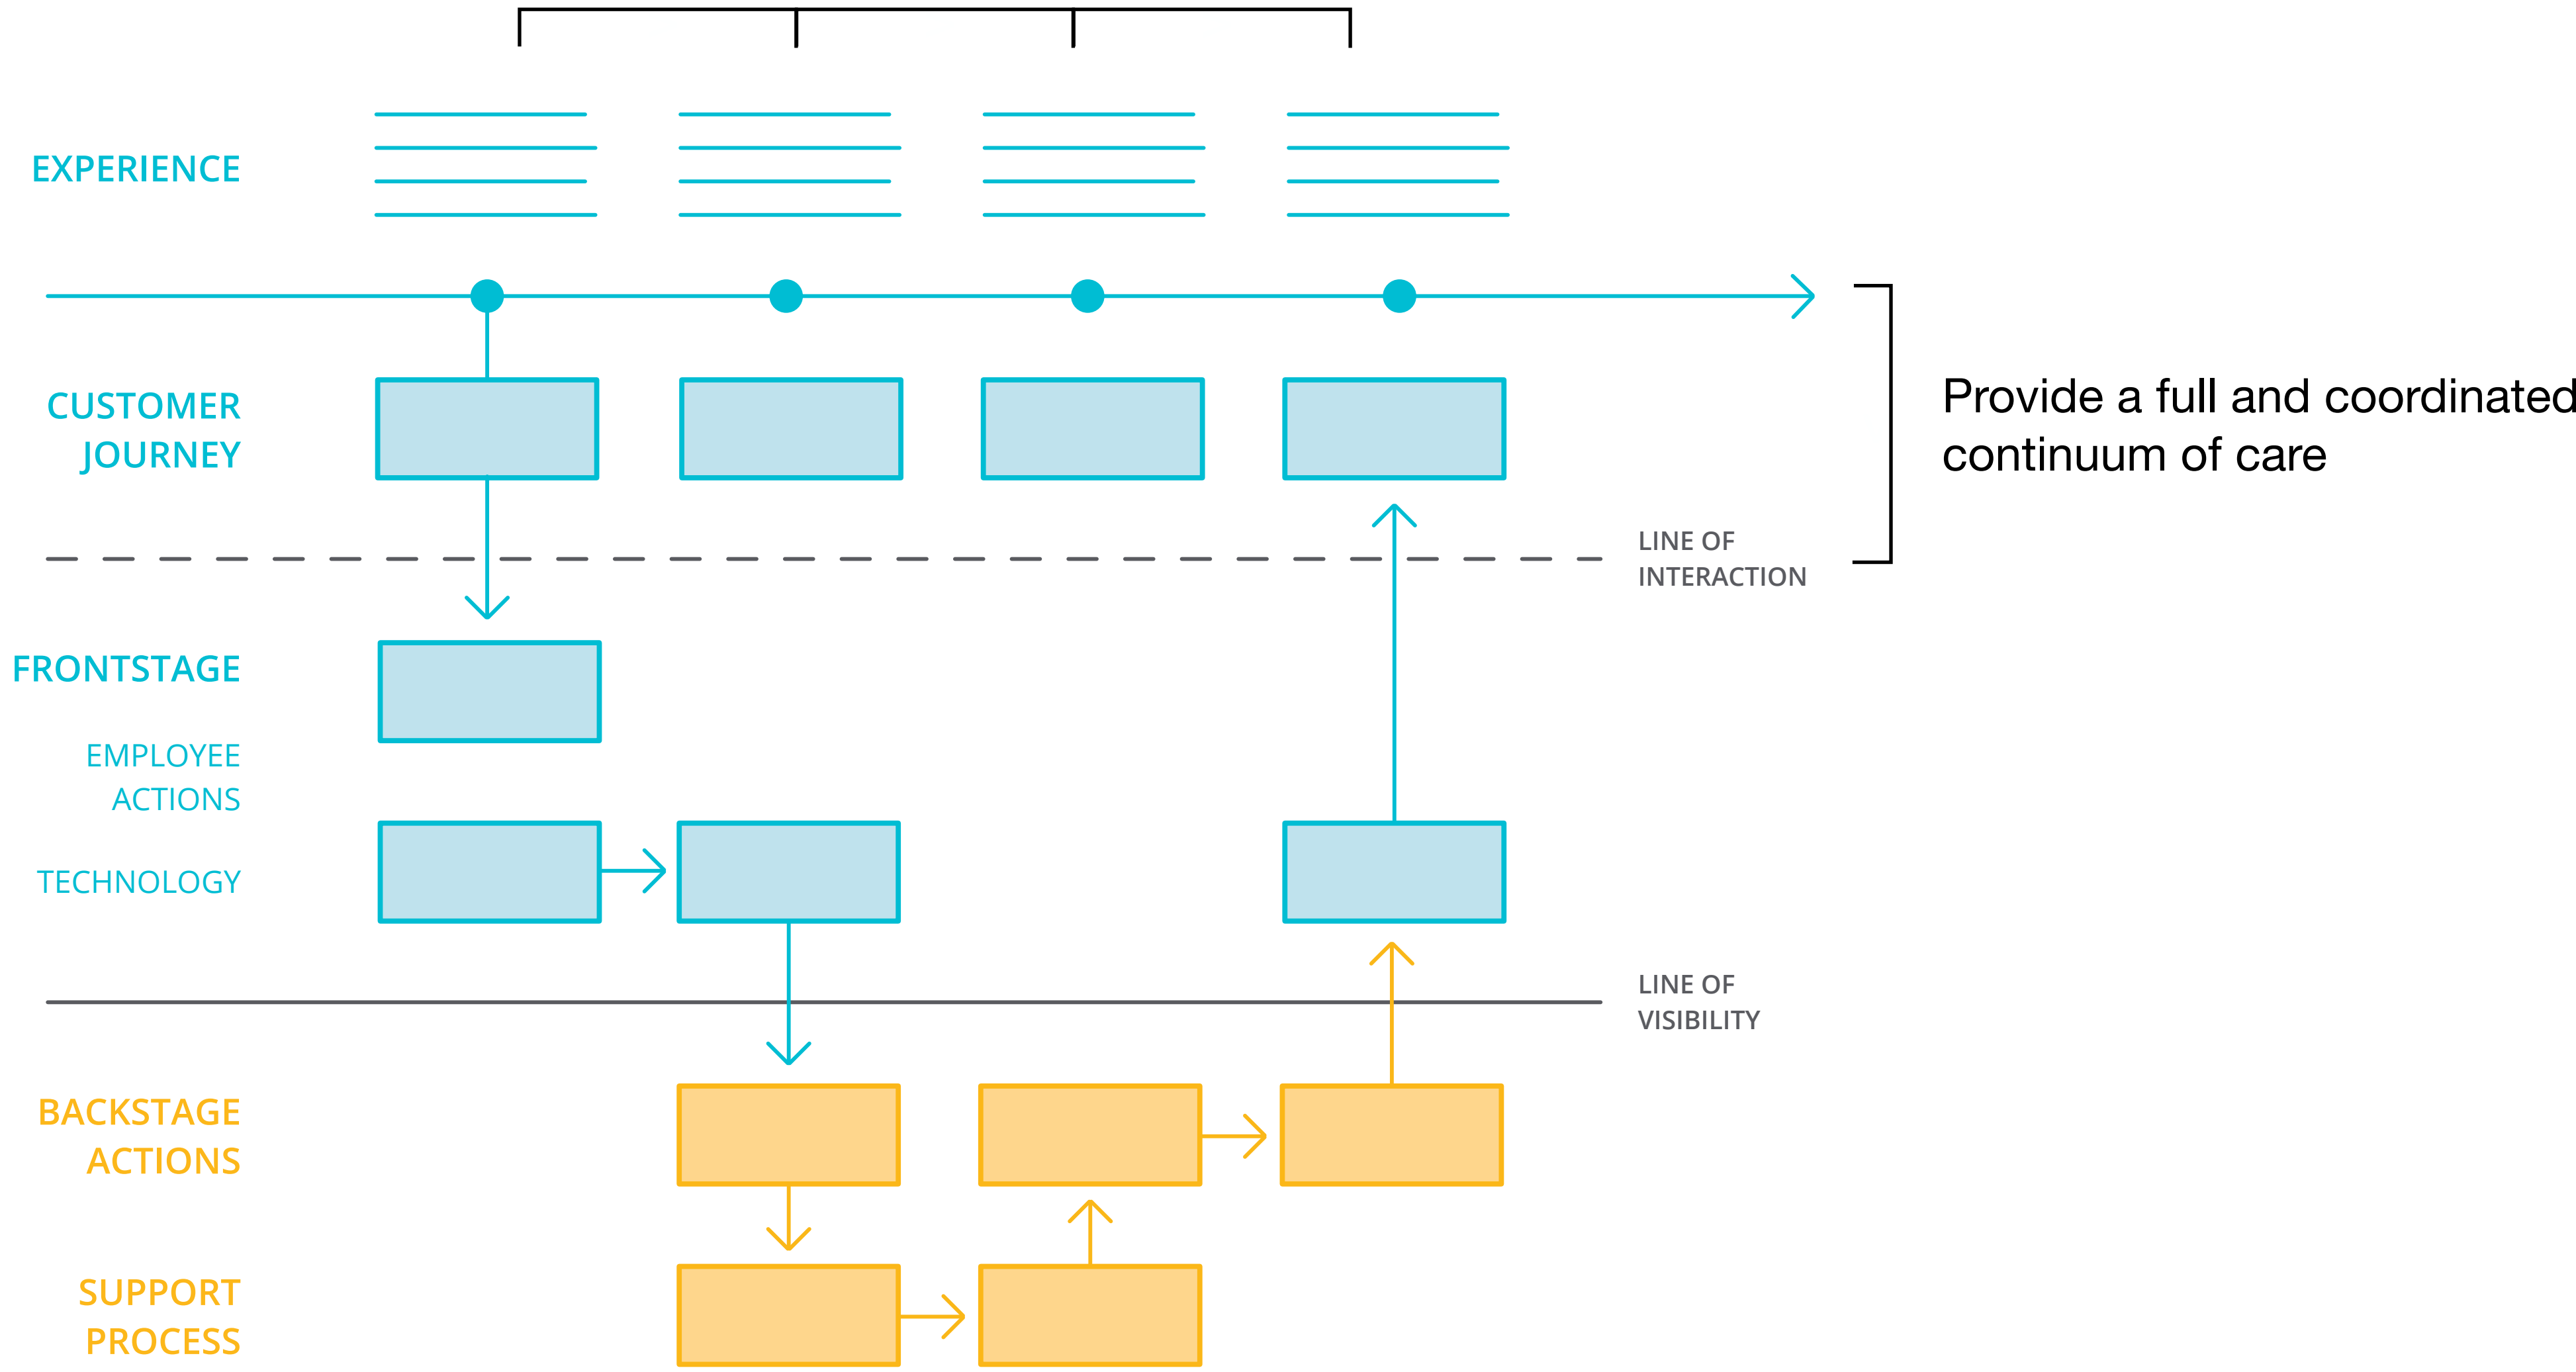 EXPERIENCE
CUSTOMER
JOURNEY
Provide a full and coordinated
continuum of care
LINE OF
INTERACTION
FRONTSTAGE
EMPLOYEE
ACTIONS
TECHNOLOGY
LINE OF
VISIBILITY
BACKSTAGE
ACTIONS
SUPPORT
PROCESS